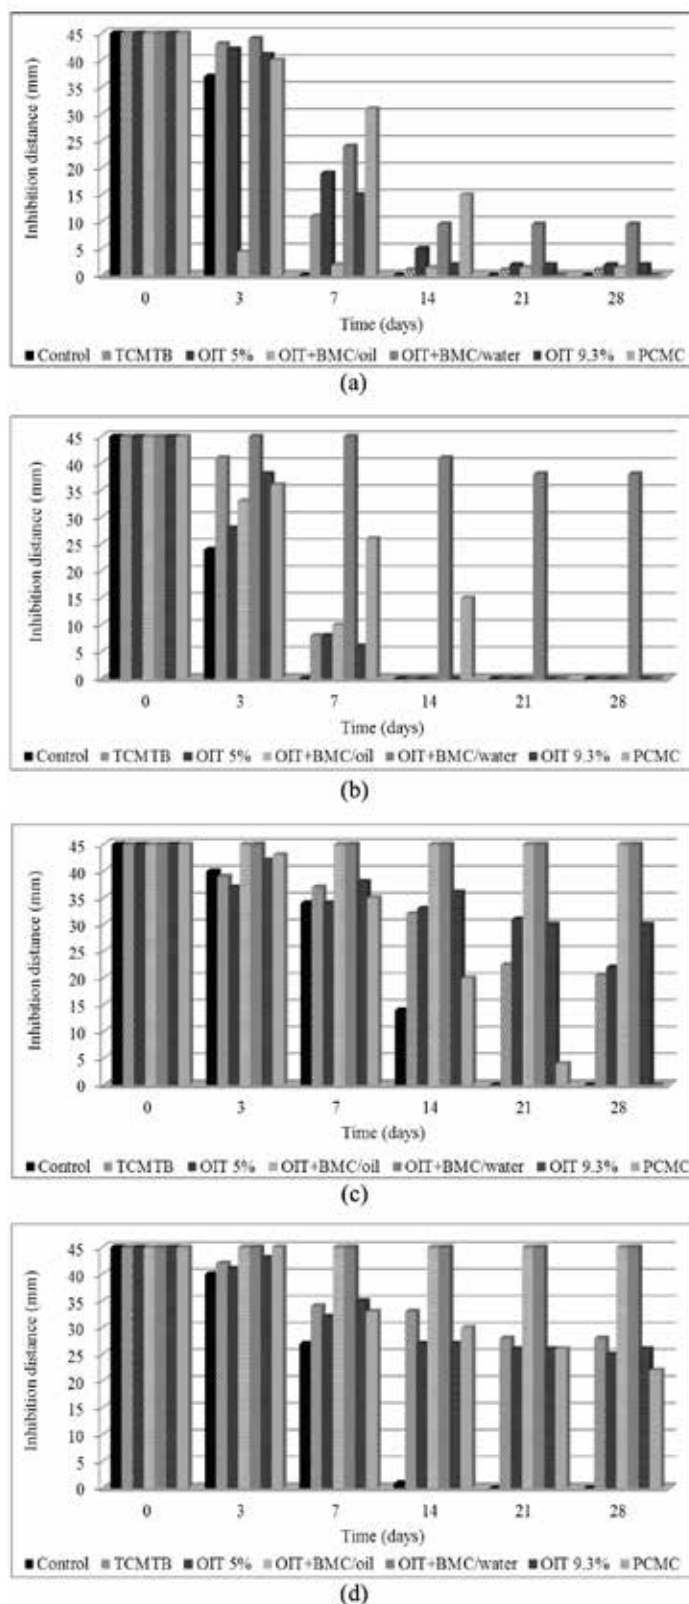 Inhibition distance (mm)
45
40
35
30
25
20
15
10
5
0
0 3 7 14 21 28
Time (days)
Control TCMTB OIT 5% OIT+BMC/oil OIT+BMC/water OIT 9.3% PCMC
(a)
Inhibition distance (mm)
45
40
35
30
25
20
15
10
5
0
0 3 7 14 21 28
Time (days)
Control TCMTB OIT 5% OIT+BMC/oil OIT+BMC/water OIT 9.3% PCMC
(b)
Inhibition distance (mm)
45
40
35
30
25
20
15
10
5
0
0 3 7 14 21 28
Time (days)
Control TCMTB OIT 5% OIT+BMC/oil OIT+BMC/water OIT 9.3% PCMC
(c)
Inhibition distance (mm)
45
40
35
30
25
20
15
10
5
0
0 3 7 14 21 28
Time (days)
Control TCMTB OIT 5% OIT+BMC/oil OIT+BMC/water OIT 9.3% PCMC
(d)